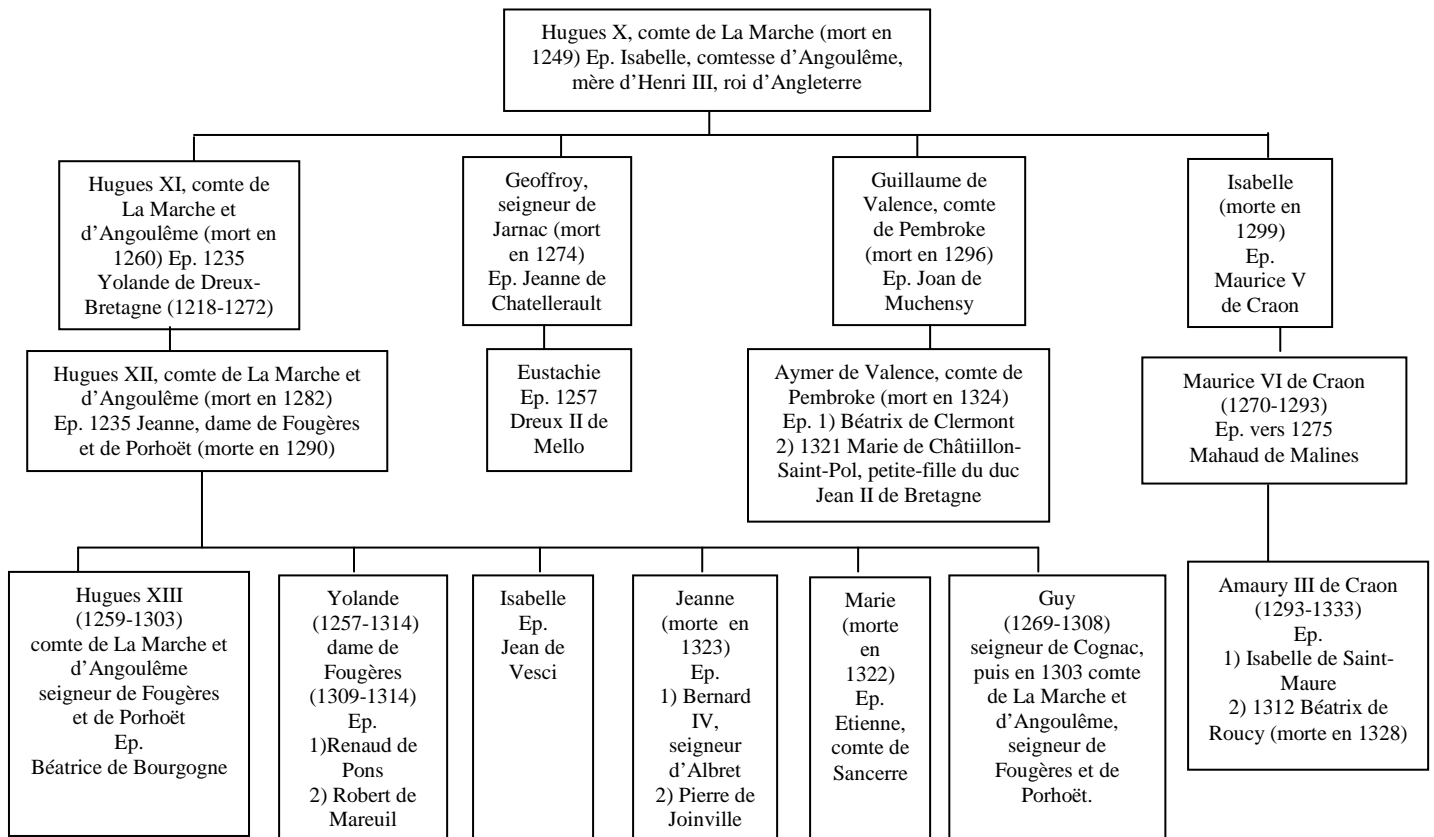 Hugues X, comte de La Marche (mort en
1249) Ep. Isabelle, comtesse d’Angoulême,
mère d’Henri III, roi d’Angleterre
Hugues XI, comte de
La Marche et
d’Angoulême (mort en
1260) Ep. 1235
Yolande de Dreux-
Bretagne (1218-1272)
Geoffroy,
seigneur de
Jarnac (mort
en 1274)
Ep. Jeanne de
Chatellerault
Guillaume de
Valence, comte
de Pembroke
(mort en 1296)
Ep. Joan de
Muchensy
Isabelle
(morte en
1299)
Ep.
Maurice V
de Craon
Hugues XII, comte de La Marche et
d’Angoulême (mort en 1282)
Ep. 1235 Jeanne, dame de Fougères
et de Porhoët (morte en 1290)
Eustachie
Ep. 1257
Dreux II de
Mello
Aymer de Valence, comte de
Pembroke (mort en 1324)
Ep. 1) Béatrix de Clermont
2) 1321 Marie de Châtiillon-
Saint-Pol, petite-fille du duc
Jean II de Bretagne
Maurice VI de Craon
(1270-1293)
Ep. vers 1275
Mahaud de Malines
Hugues XIII
(1259-1303)
comte de La Marche et
d’Angoulême
seigneur de Fougères
et de Porhoët
Ep.
Béatrice de Bourgogne
Yolande
(1257-1314)
dame de
Fougères
(1309-1314)
Ep.
1)Renaud de
Pons
2) Robert de
Mareuil
Isabelle
Ep.
Jean de
Vesci
Jeanne
(morte en
1323)
Ep.
1) Bernard
IV,
seigneur
d’Albret
2) Pierre de
Joinville
Marie
(morte
en
1322)
Ep.
Etienne,
comte de
Sancerre
Guy
(1269-1308)
seigneur de Cognac,
puis en 1303 comte
de La Marche et
d’Angoulême,
seigneur de
Fougères et de
Porhoët.
Amaury III de Craon
(1293-1333)
Ep.
1) Isabelle de Saint-
Maure
2) 1312 Béatrix de
Roucy (morte en 1328)